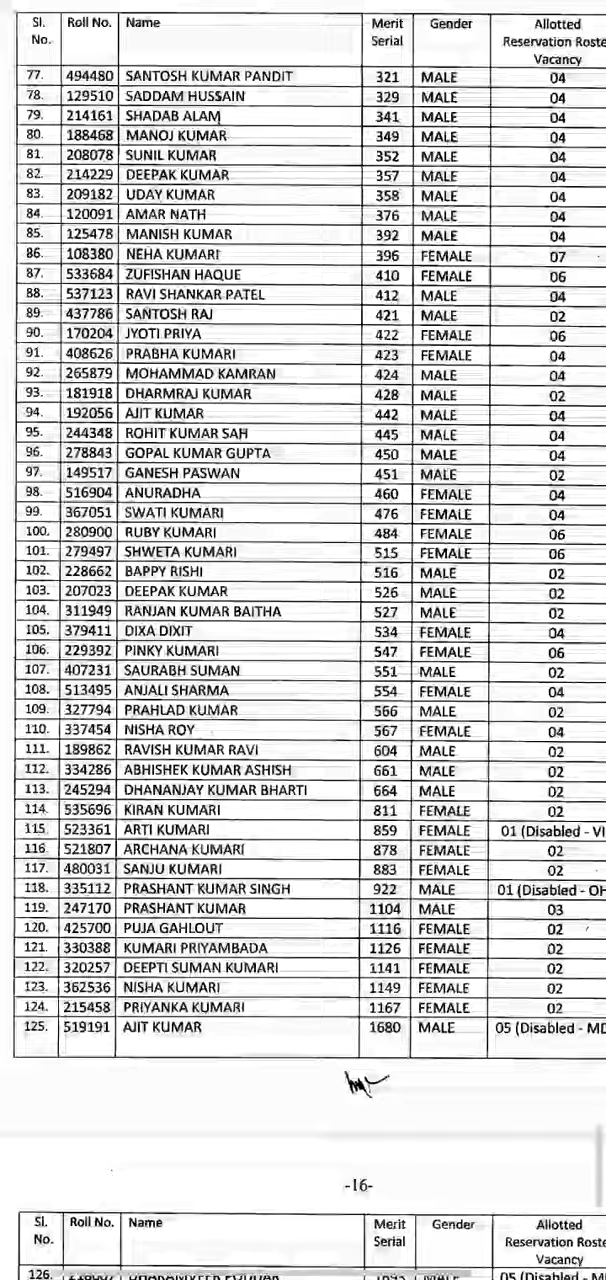 Sl. No. Roll No. Name Merit Serial Gender Allotted Reservation Roste Vacancy
77. 494480 SANTOSH KUMAR PANDIT 321 MALE 04
78. 129510 SADDAM HUSSAIN 329 MALE 04
79. 214161 SHADAB ALAM 341 MALE 04
80. 188468 MANOJ KUMAR 349 MALE 04
81. 208078 SUNIL KUMAR 352 MALE 04
82. 214229 DEEPAK KUMAR 357 MALE 04
83. 209182 UDAY KUMAR 358 MALE 04
84. 120091 AMAR NATH 376 MALE 04
85. 125478 MANISH KUMAR 392 MALE 04
86. 108380 NEHA KUMARI 396 FEMALE 07
87. 533684 ZUFISHAN HAQUE 410 FEMALE 06
88. 537123 RAVI SHANKAR PATEL 412 MALE 04
89. 437786 SANTOSH RAJ 421 MALE 02
90. 170204 JYOTI PRIYA 422 FEMALE 06
91. 408626 PRABHA KUMARI 423 FEMALE 04
92. 265879 MOHAMMAD KAMRAN 424 MALE 04
93. 181918 DHARMRAJ KUMAR 428 MALE 02
94. 192056 AJIT KUMAR 442 MALE 04
95. 244348 ROHIT KUMAR SAH 445 MALE 04
96. 278843 GOPAL KUMAR GUPTA 450 MALE 04
97. 149517 GANESH PASWAN 451 MALE 02
98. 516904 ANURADHA 460 FEMALE 04
99. 367051 SWATI KUMARI 476 FEMALE 04
100. 280900 RUBY KUMARI 484 FEMALE 06
101. 279497 SHWETA KUMARI 515 FEMALE 06
102. 228662 BAPPY RISHI 516 MALE 02
103. 207023 DEEPAK KUMAR 526 MALE 02
104. 311949 RANJAN KUMAR BAITHA 527 MALE 02
105. 379411 DIXA DIXIT 534 FEMALE 04
106. 229392 PINKY KUMARI 547 FEMALE 06
107. 407231 SAURABH SUMAN 551 MALE 02
108. 513495 ANJALI SHARMA 554 FEMALE 04
109. 327794 PRAHLAD KUMAR 566 MALE 02
110. 337454 NISHA ROY 567 FEMALE 04
111. 189862 RAVISH KUMAR RAVI 604 MALE 02
112. 334286 ABHISHEK KUMAR ASHISH 661 MALE 02
113. 245294 DHANANJAY KUMAR BHARTI 664 MALE 02
114. 535696 KIRAN KUMARI 811 FEMALE 02
115. 523361 ARTI KUMARI 859 FEMALE 01 (Disabled - VI
116. 521807 ARCHANA KUMARI 878 FEMALE 02
117. 480031 SANJU KUMARI 883 FEMALE 02
118. 335112 PRASHANT KUMAR SINGH 922 MALE 01 (Disabled - OH
119. 247170 PRASHANT KUMAR 1104 MALE 03
120. 425700 PUJA GAHLOUT 1116 FEMALE 02
121. 330388 KUMARI PRIYAMBADA 1126 FEMALE 02
122. 320257 DEEPTI SUMAN KUMARI 1141 FEMALE 02
123. 362536 NISHA KUMARI 1149 FEMALE 02
124. 215458 PRIYANKA KUMARI 1167 FEMALE 02
125. 519191 AJIT KUMAR 1680 MALE 05 (Disabled - MD
-16-
Sl. No. Roll No. Name Merit Serial Gender Allotted Reservation Roste Vacancy
126. MALE 05 (Disabled